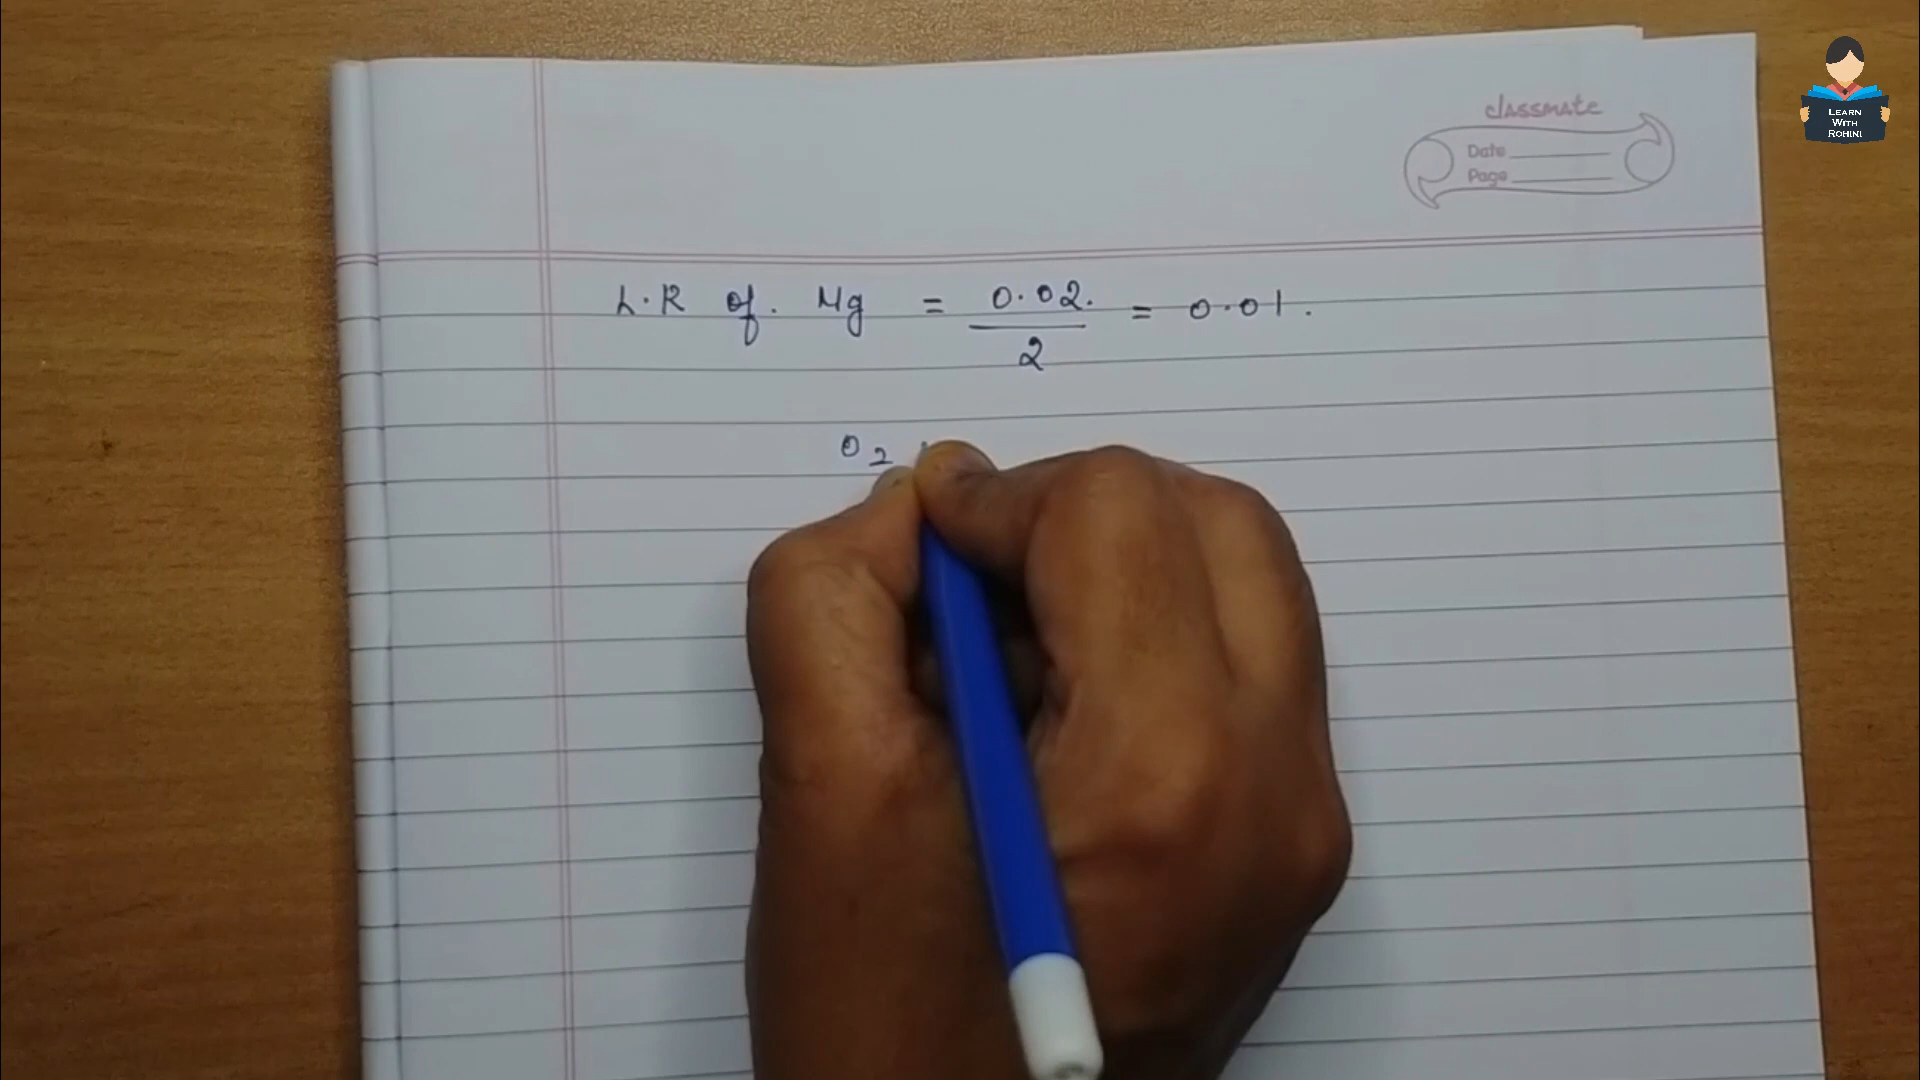 classmate
Date
Page
LEARN
WITH
ROHINI
L.R of. Mg = 0.02. / 2 = 0.01.
O2